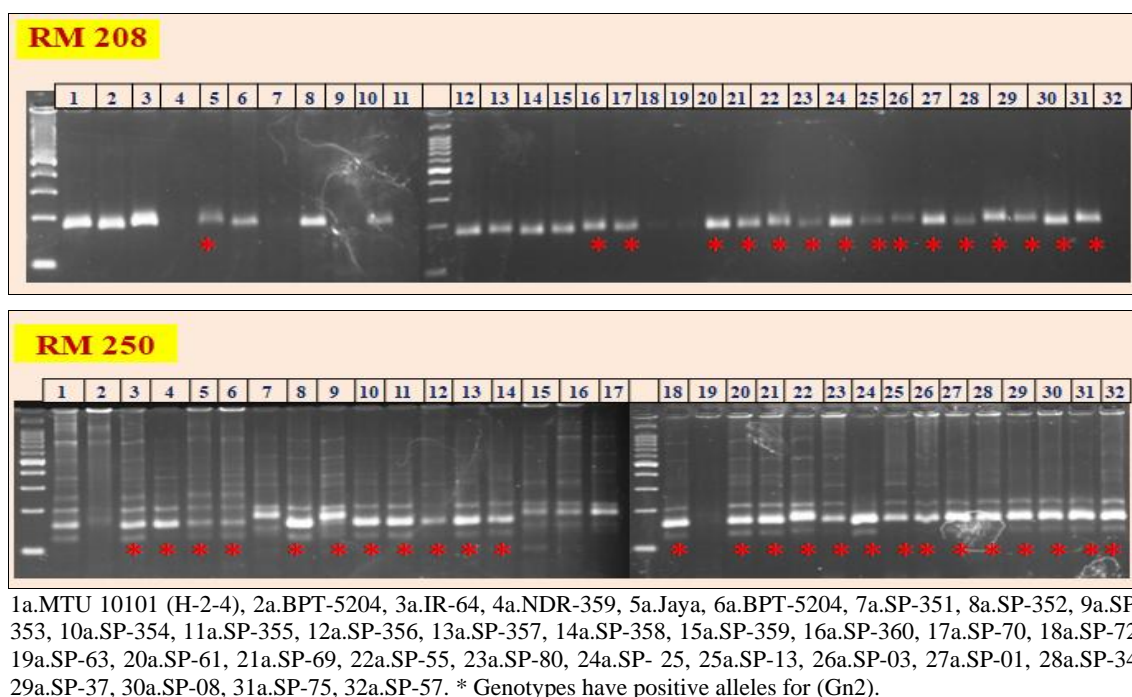 RM 208
1 2 3 4 5 6 7 8 9 10 11 12 13 14 15 16 17 18 19 20 21 22 23 24 25 26 27 28 29 30 31 32
* * * * * * * * * * * * * * * *
RM 250
1 2 3 4 5 6 7 8 9 10 11 12 13 14 15 16 17 18 19 20 21 22 23 24 25 26 27 28 29 30 31 32
* * * * * * * * * * * * * * * * * * * * * * * * *
1a.MTU 10101 (H-2-4), 2a.BPT-5204, 3a.IR-64, 4a.NDR-359, 5a.Jaya, 6a.BPT-5204, 7a.SP-351, 8a.SP-352, 9a.SP
353, 10a.SP-354, 11a.SP-355, 12a.SP-356, 13a.SP-357, 14a.SP-358, 15a.SP-359, 16a.SP-360, 17a.SP-70, 18a.SP-72
19a.SP-63, 20a.SP-61, 21a.SP-69, 22a.SP-55, 23a.SP-80, 24a.SP- 25, 25a.SP-13, 26a.SP-03, 27a.SP-01, 28a.SP-34
29a.SP-37, 30a.SP-08, 31a.SP-75, 32a.SP-57. * Genotypes have positive alleles for (Gn2).